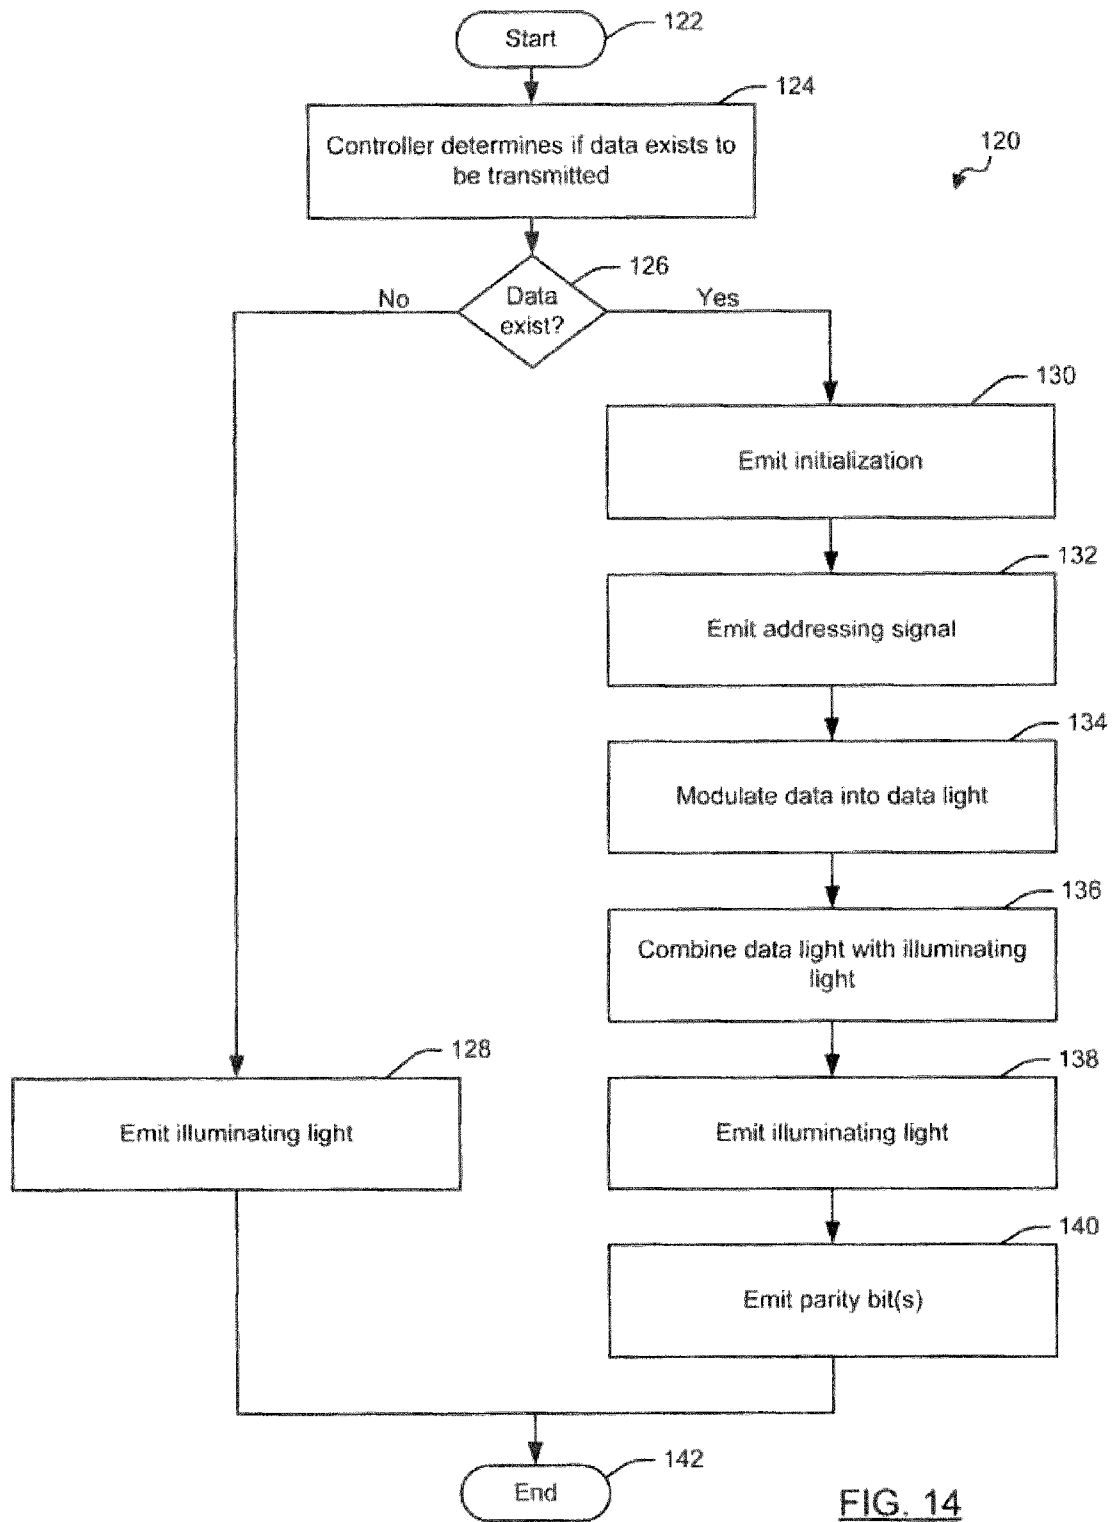 Start
122
124
Controller determines if data exists to
be transmitted
120
126
Data
exist?
No
Yes
130
Emit initialization
132
Emit addressing signal
134
Modulate data into data light
136
Combine data light with illuminating
light
128
Emit illuminating light
138
Emit illuminating light
140
Emit parity bit(s)
142
End
FIG. 14